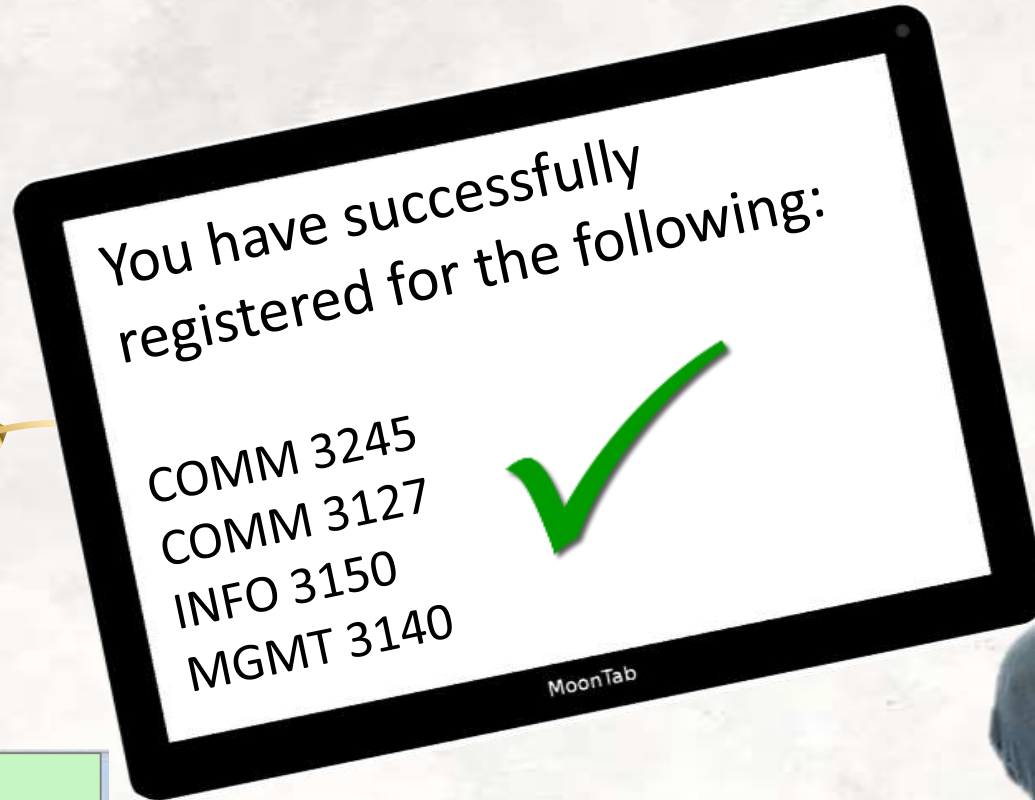 You have successfully
registered for the following:
COMM 3245
COMM 3127
INFO 3150
MGMT 3140
MoonTab